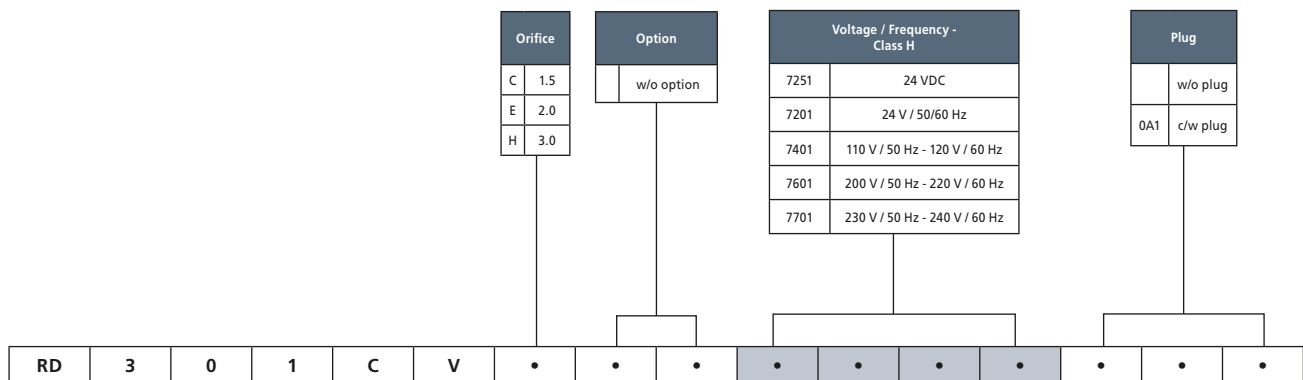 Orifice
C 1.5
E 2.0
H 3.0
Option
w/o option
Voltage / Frequency -
Class H
7251 24 VDC
7201 24 V / 50/60 Hz
7401 110 V / 50 Hz - 120 V / 60 Hz
7601 200 V / 50 Hz - 220 V / 60 Hz
7701 230 V / 50 Hz - 240 V / 60 Hz
Plug
w/o plug
0A1 c/w plug
RD 3 0 1 C V • • • • • • • • • •